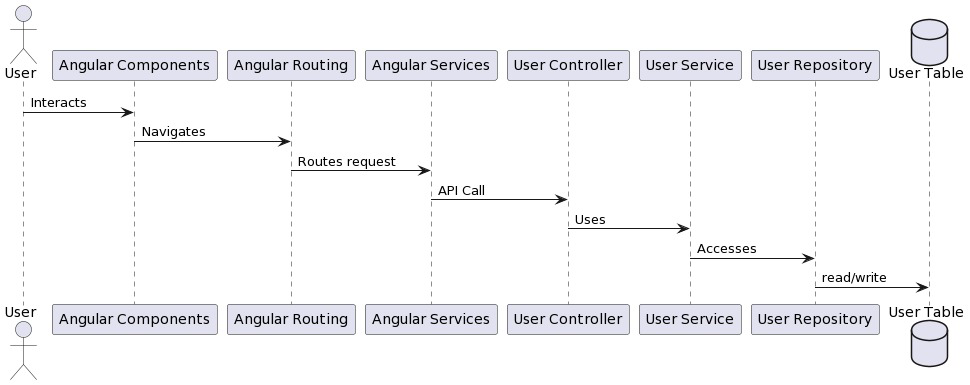 User
Angular Components
Angular Routing
Angular Services
User Controller
User Service
User Repository
User Table
Interacts
Navigates
Routes request
API Call
Uses
Accesses
read/write
User
Angular Components
Angular Routing
Angular Services
User Controller
User Service
User Repository
User Table